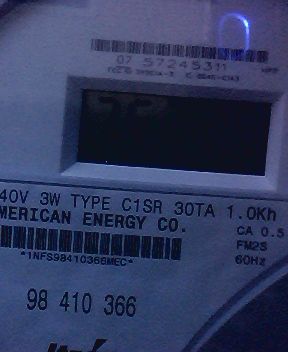 07 57245311
40V 3W TYPE C1SR 30TA 1.0Kh
MERICAN ENERGY CO.
CA 0.5
FM2S
*1NFS98410366MEC*
60Hz
98 410 366